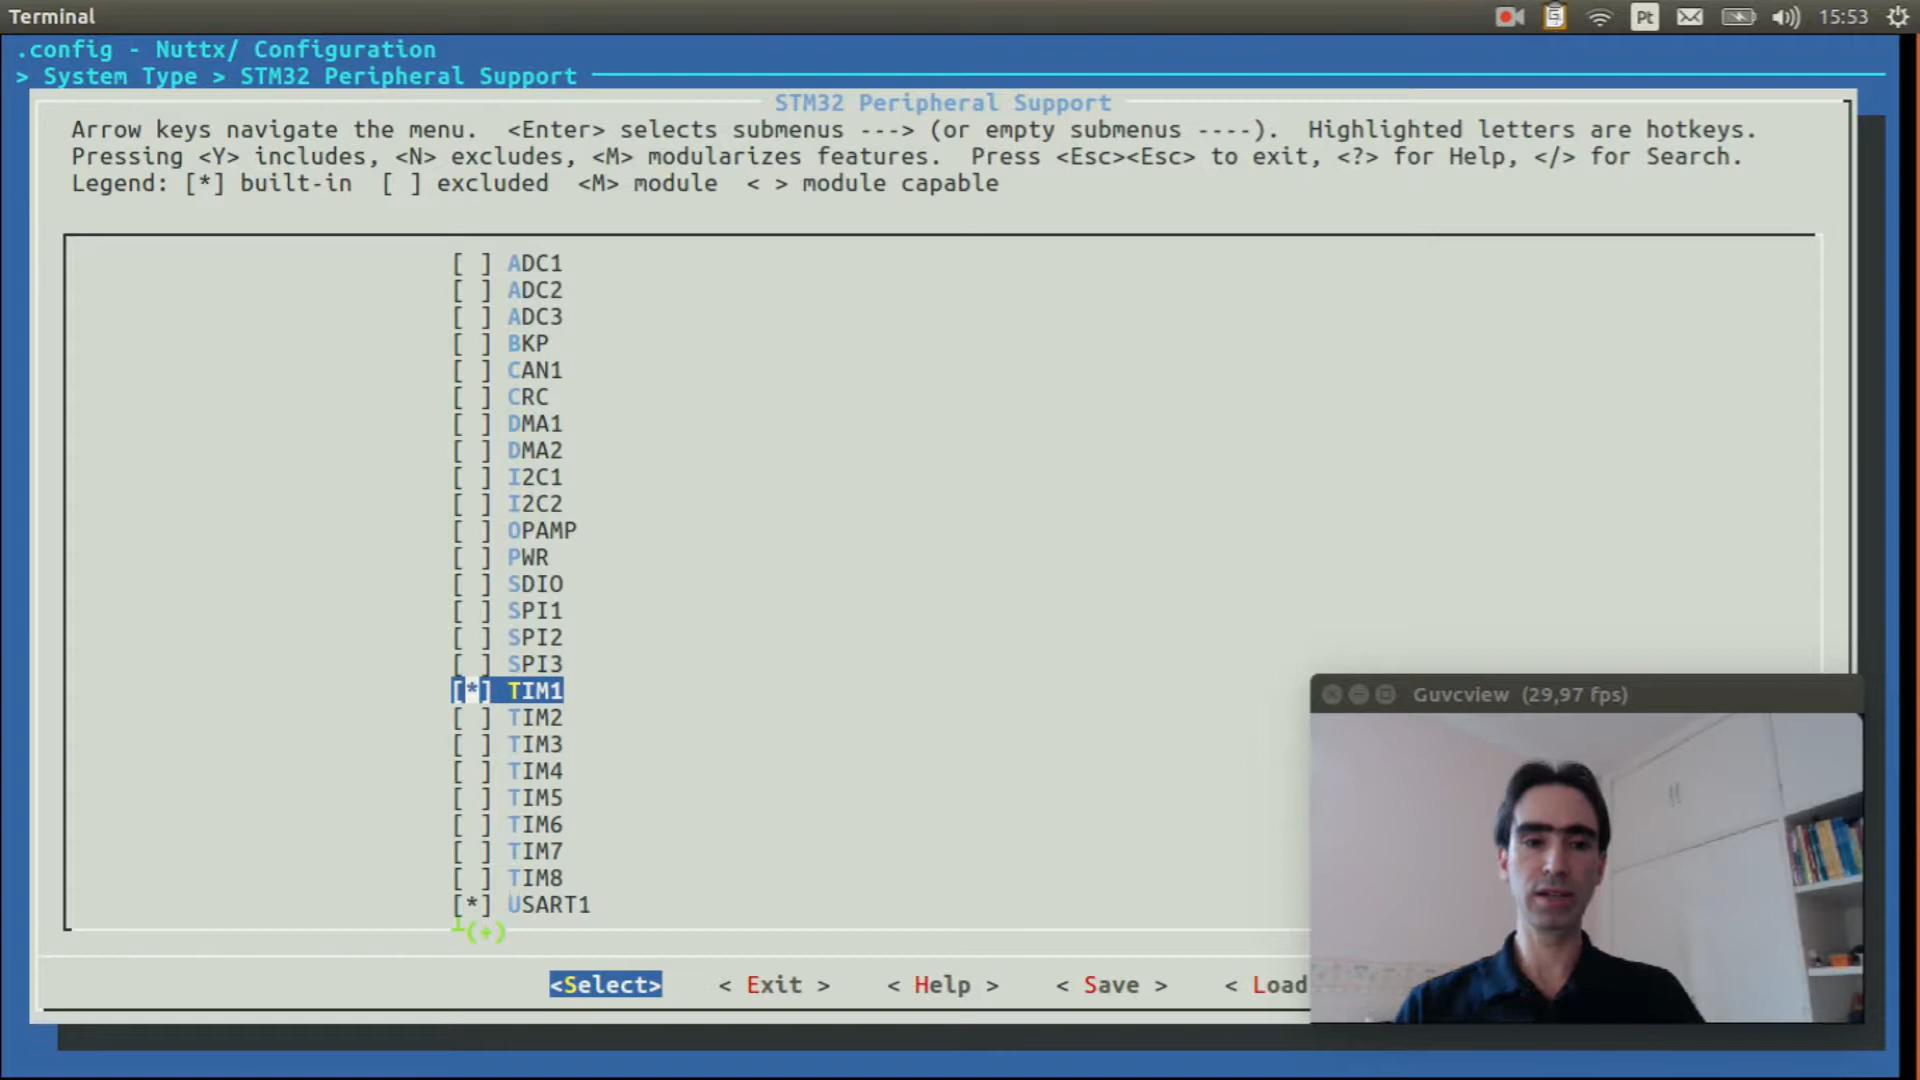 Terminal
Pt
15:53
.config - Nuttx/ Configuration
> System Type > STM32 Peripheral Support
STM32 Peripheral Support
Arrow keys navigate the menu. <Enter> selects submenus ---> (or empty submenus ----). Highlighted letters are hotkeys.
Pressing <Y> includes, <N> excludes, <M> modularizes features. Press <Esc><Esc> to exit, <?> for Help, </> for Search.
Legend: [*] built-in [ ] excluded <M> module < > module capable
[ ] ADC1
[ ] ADC2
[ ] ADC3
[ ] BKP
[ ] CAN1
[ ] CRC
[ ] DMA1
[ ] DMA2
[ ] I2C1
[ ] I2C2
[ ] OPAMP
[ ] PWR
[ ] SDIO
[ ] SPI1
[ ] SPI2
[ ] SPI3
[*] TIM1
[ ] TIM2
[ ] TIM3
[ ] TIM4
[ ] TIM5
[ ] TIM6
[ ] TIM7
[ ] TIM8
[*] USART1
(+)
<Select> < Exit > < Help > < Save > < Load
Guvcview (29,97 fps)